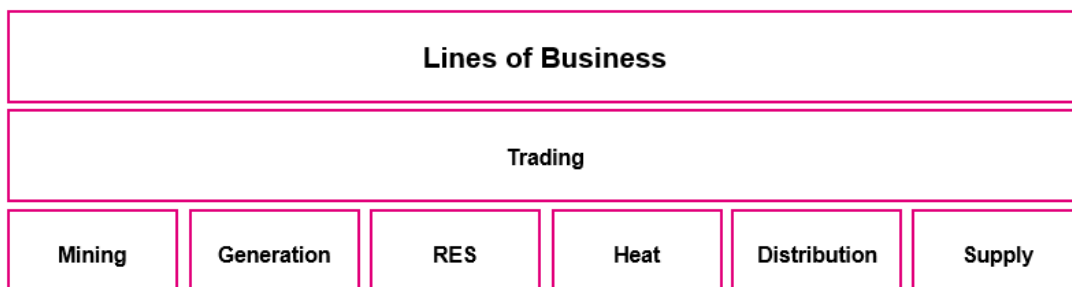 Lines of Business
Trading
Mining Generation RES Heat Distribution Supply